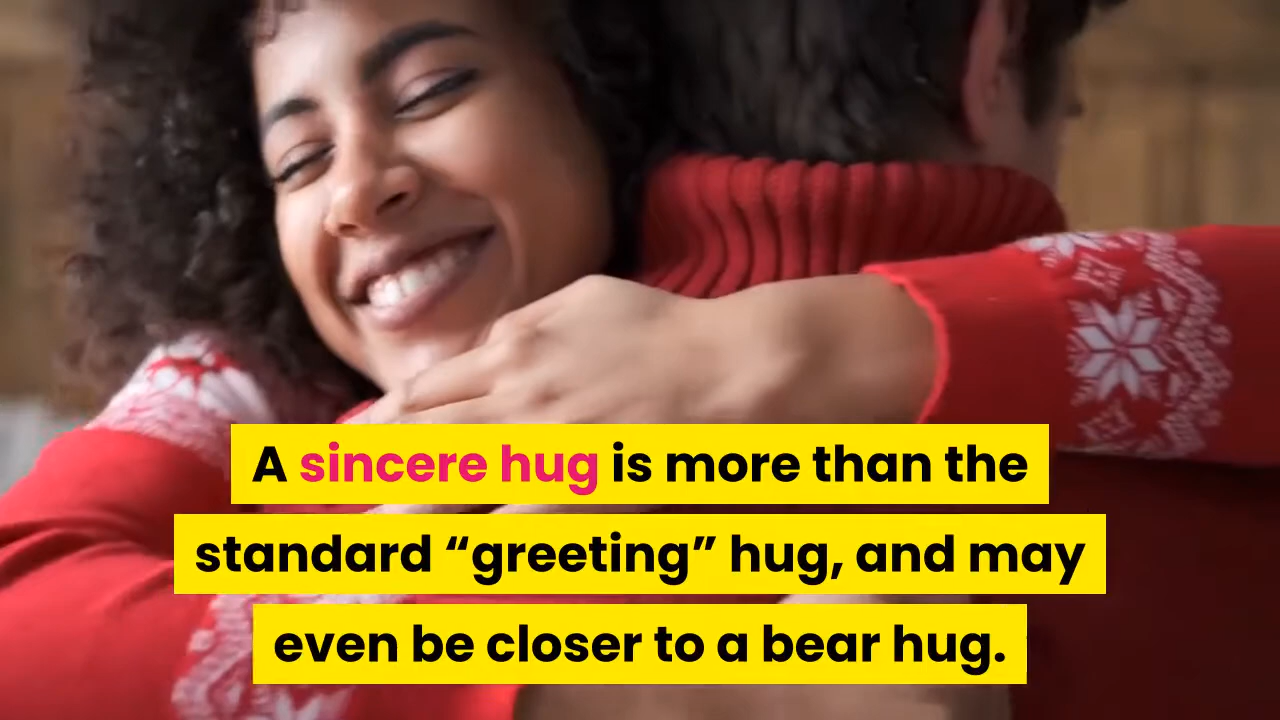 A sincere hug is more than the
standard “greeting” hug, and may
even be closer to a bear hug.